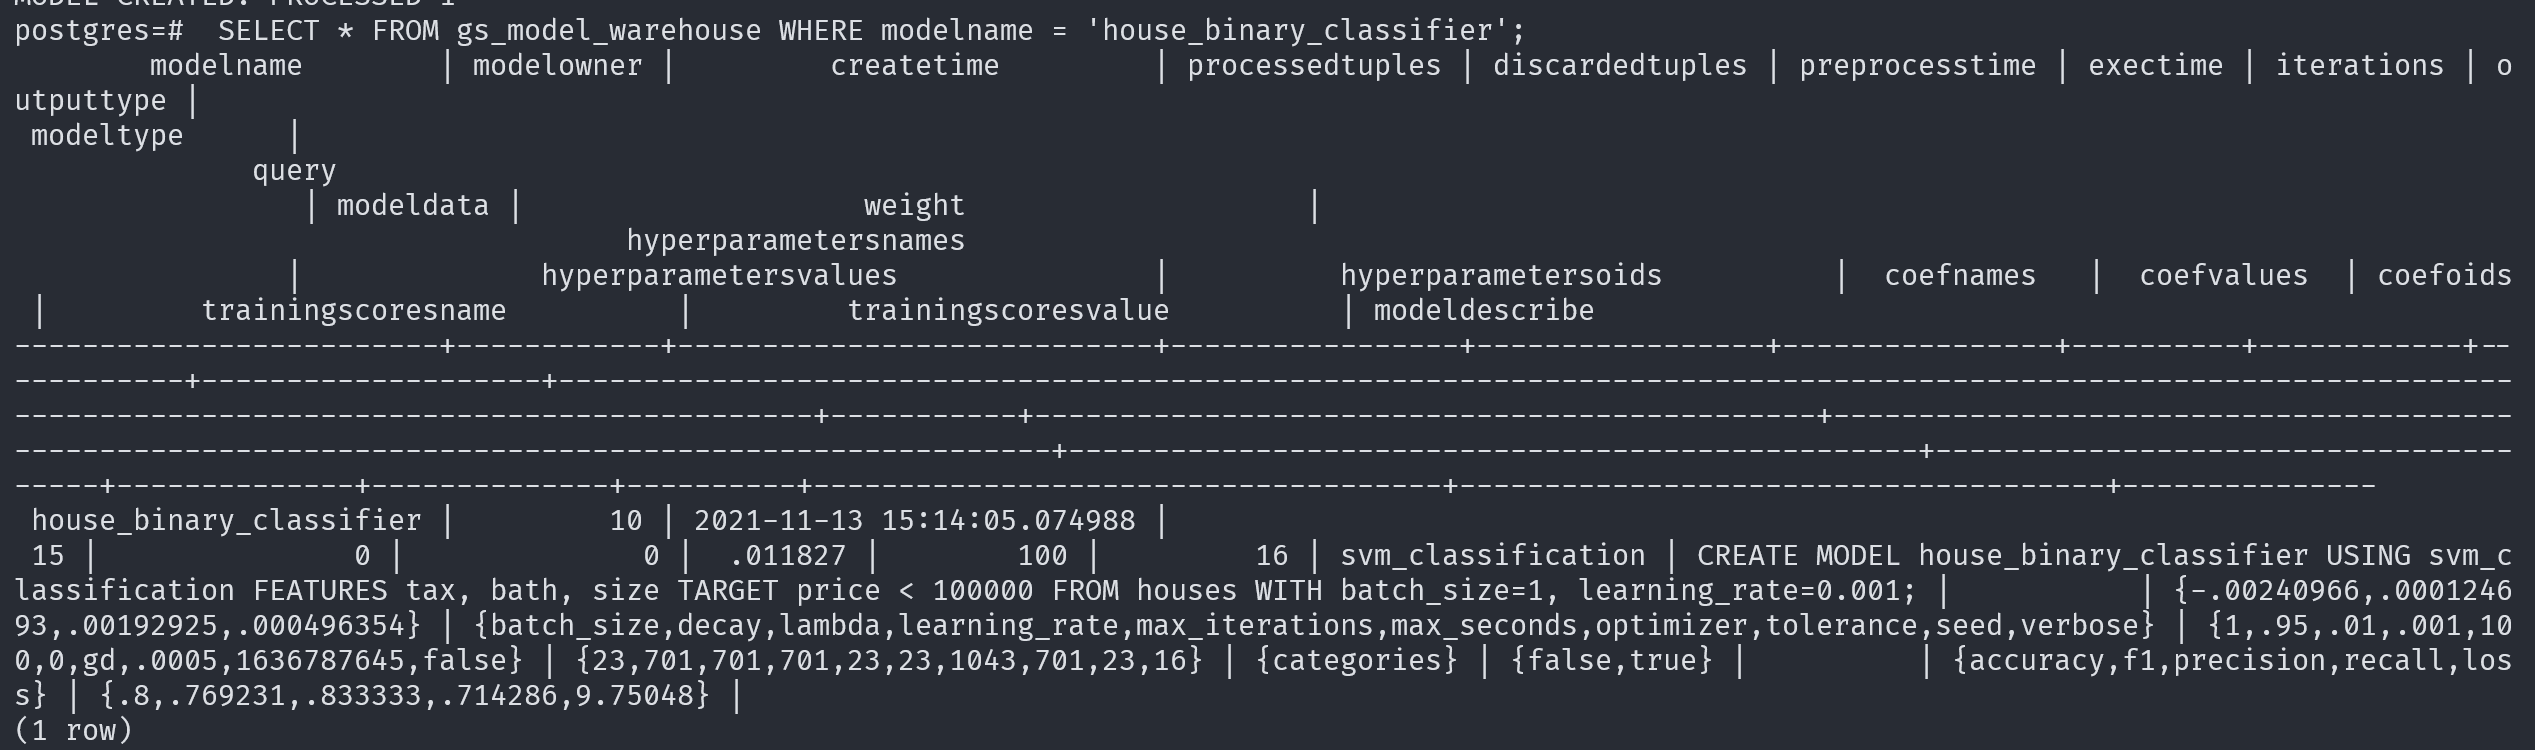 MODEL CREATED. PROCESSED 1
postgres=#  SELECT * FROM gs_model_warehouse WHERE modelname = 'house_binary_classifier';
        modelname        | modelowner |         createtime         | processedtuples | discardedtuples | preprocesstime | exectime | iterations | o
utputtype |
 modeltype      |
              query
                 | modeldata |                    weight                    |
                                    hyperparametersnames
                |              hyperparametersvalues               |          hyperparametersoids          |  coefnames   |  coefvalues  | coefoids
 |         trainingscoresname          |         trainingscoresvalue          | modeldescribe
-------------------------+------------+----------------------------+-----------------+-----------------+----------------+----------+------------+--
----------+--------------------+-------------------------------------------------------------------------------------------------------------------
-----------------------------------------------+-----------+----------------------------------------------+----------------------------------------
-------------------------------------------------------------+--------------------------------------------------+----------------------------------
-----+--------------+--------------+----------+-------------------------------------+--------------------------------------+---------------
 house_binary_classifier |         10 | 2021-11-13 15:14:05.074988 |
 15 |               0 |              0 |  .011827 |        100 |         16 | svm_classification | CREATE MODEL house_binary_classifier USING svm_c
lassification FEATURES tax, bath, size TARGET price < 100000 FROM houses WITH batch_size=1, learning_rate=0.001; |           | {-.00240966,.0001246
93,.00192925,.000496354} | {batch_size,decay,lambda,learning_rate,max_iterations,max_seconds,optimizer,tolerance,seed,verbose} | {1,.95,.01,.001,10
0,0,gd,.0005,1636787645,false} | {23,701,701,701,23,23,1043,701,23,16} | {categories} | {false,true} |          | {accuracy,f1,precision,recall,los
s} | {.8,.769231,.833333,.714286,9.75048} |
(1 row)